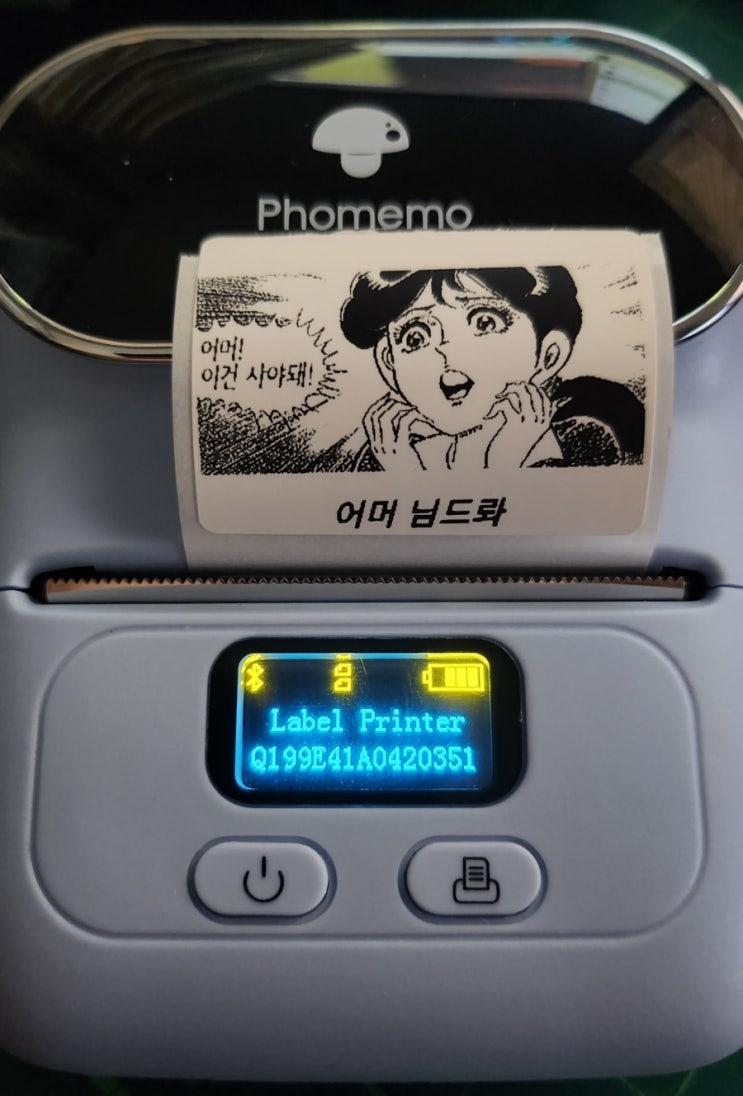 Phomemo
어머!
이건 사야돼!
어머 님드롸
Label Printer
Q199E41A0420351